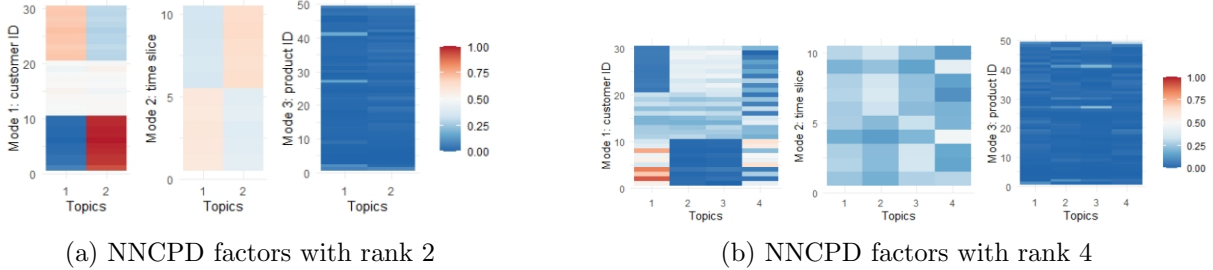 Mode 1: customer ID
30
20
10
0
1 2
Topics
Mode 2: time slice
10
5
0
1 2
Topics
Mode 3: product ID
50
40
30
20
10
0
1 2
Topics
1.00
0.75
0.50
0.25
0.00
(a) NNCPD factors with rank 2
Mode 1: customer ID
30
20
10
0
1 2 3 4
Topics
Mode 2: time slice
10
5
0
1 2 3 4
Topics
Mode 3: product ID
50
40
30
20
10
0
1 2 3 4
Topics
1.00
0.75
0.50
0.25
0.00
(b) NNCPD factors with rank 4